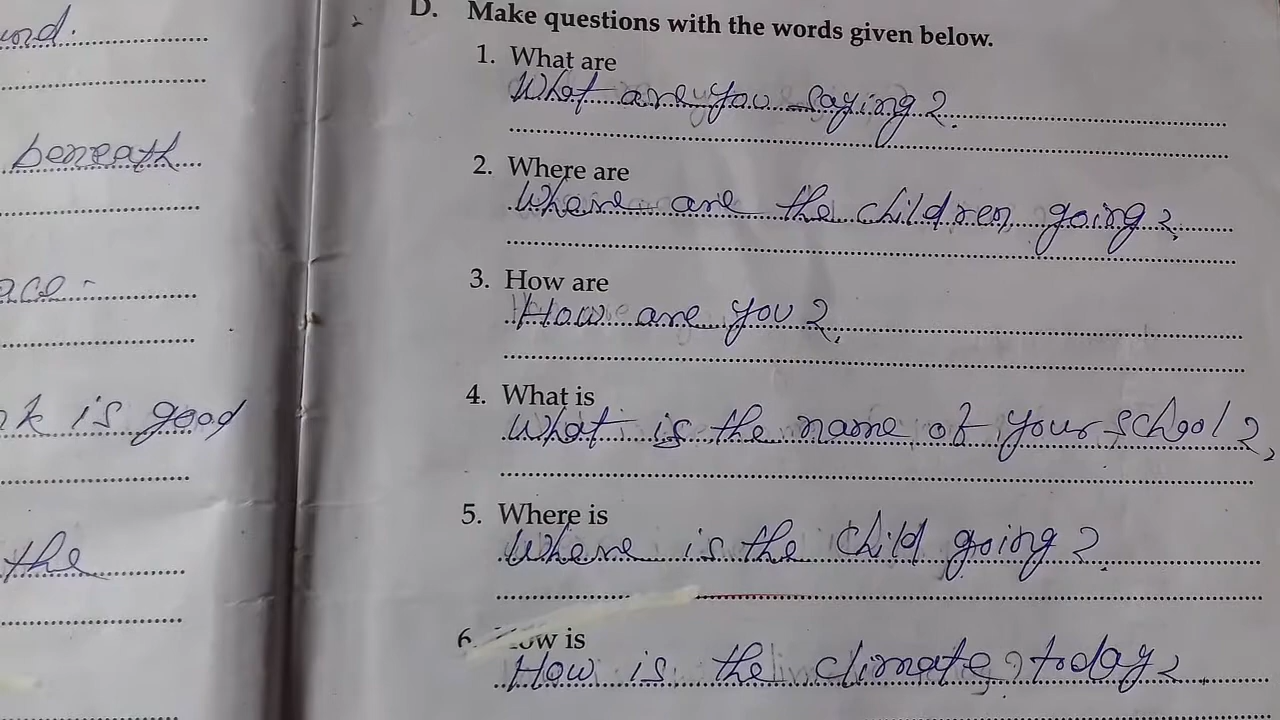 word.
beneath
ace.
k is good
the
D. Make questions with the words given below.
1. What are
What are you saying?
2. Where are
Where are the children going?
3. How are
How are you?
4. What is
What is the name of your school?
5. Where is
Where is the child going?
6. How is
How is the climate today?